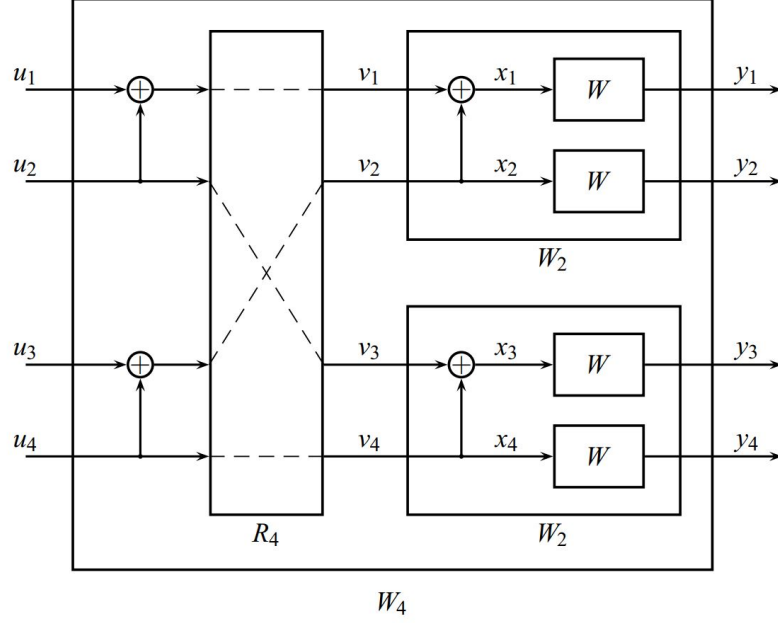 u₁ v₁ x₁ W y₁
u₂ v₂ x₂ W y₂
W₂
u₃ v₃ x₃ W y₃
u₄ v₄ x₄ W y₄
R₄ W₂
W₄